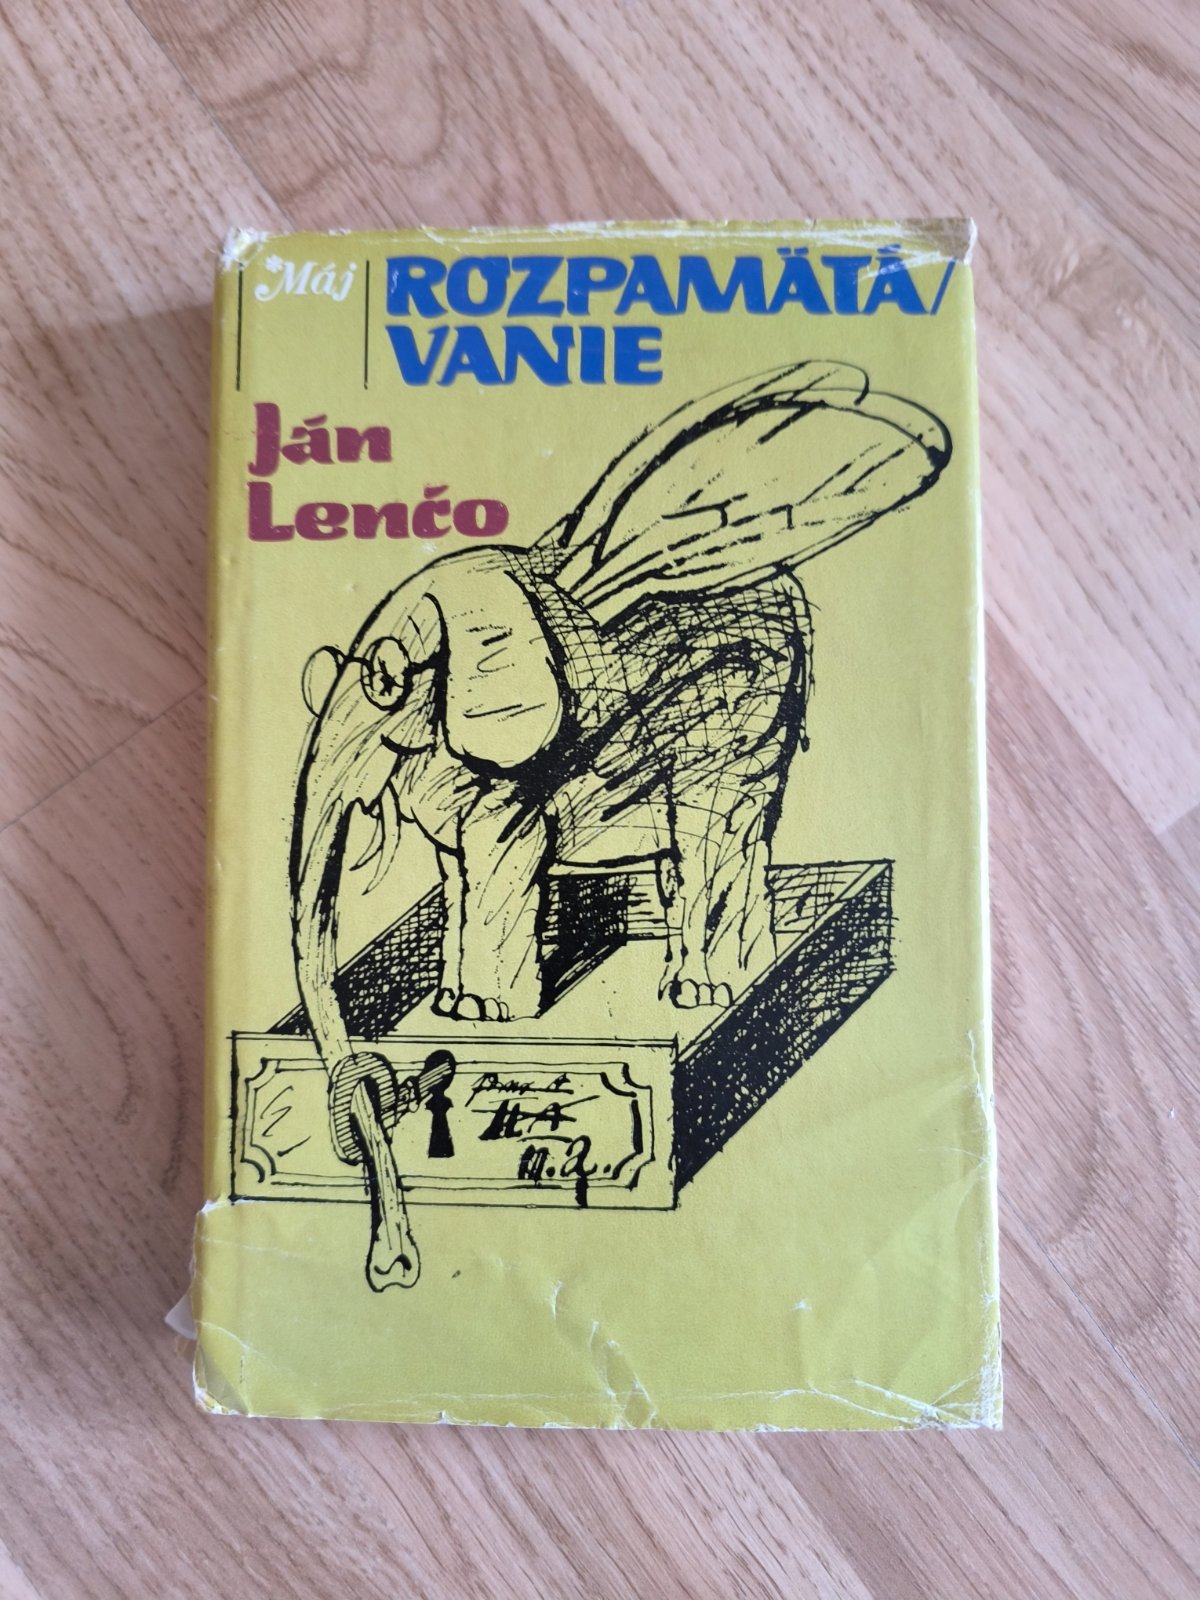 *Máj
ROZPAMÄTÁ/
VANIE
Ján
Lenčo